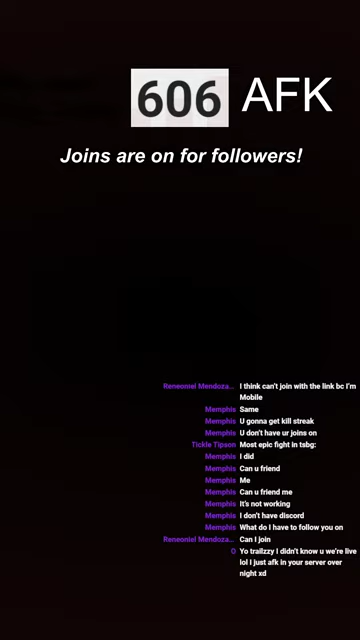 606 AFK
Joins are on for followers!
Reneoniel Mendoza... I think can't join with the link bc I'm
Mobile
Memphis Same
Memphis U gonna get kill streak
Memphis U don't have ur joins on
Tickle Tipson Most epic fight in tsbg:
Memphis I did
Memphis Can u friend
Memphis Me
Memphis Can u friend me
Memphis It's not working
Memphis I don't have discord
Memphis What do I have to follow you on
Reneoniel Mendoza... Can I join
O Yo trailzzy I didn't know u we're live
lol I just afk in your server over
night xd